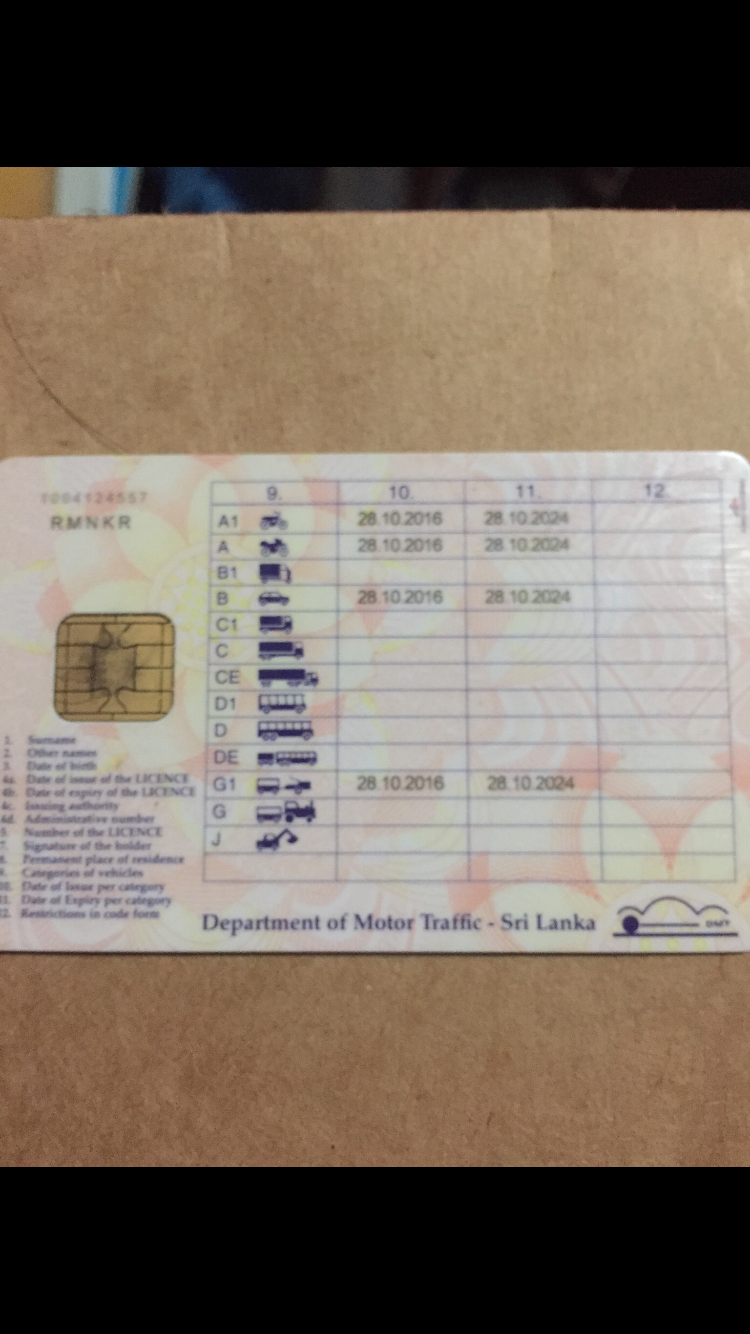 RMNKR
9. 10. 11. 12.
A1 28.10.2016 28.10.2024
A 28.10.2016 28.10.2024
B1
B 28.10.2016 28.10.2024
C1
C
CE
D1
D
DE
G1 28.10.2016 28.10.2024
G
J
1. Surname
2. Other names
3. Date of birth
4a. Date of issue of the LICENCE
4b. Date of expiry of the LICENCE
4c. Issuing authority
4d. Administrative number
5. Number of the LICENCE
7. Signature of the holder
8. Permanent place of residence
9. Categories of vehicles
10. Date of Issue per category
11. Date of Expiry per category
12. Restrictions in code form
Department of Motor Traffic - Sri Lanka
DMT